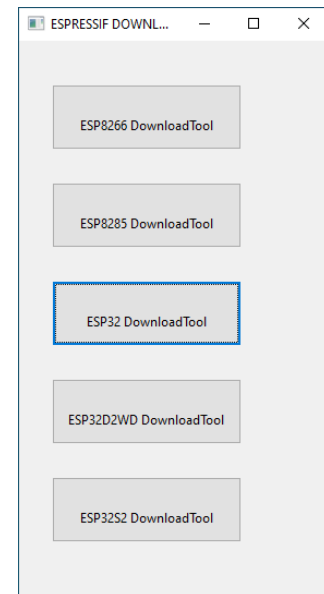 ESPRESSIF DOWNL...
ESP8266 DownloadTool
ESP8285 DownloadTool
ESP32 DownloadTool
ESP32D2WD DownloadTool
ESP32S2 DownloadTool